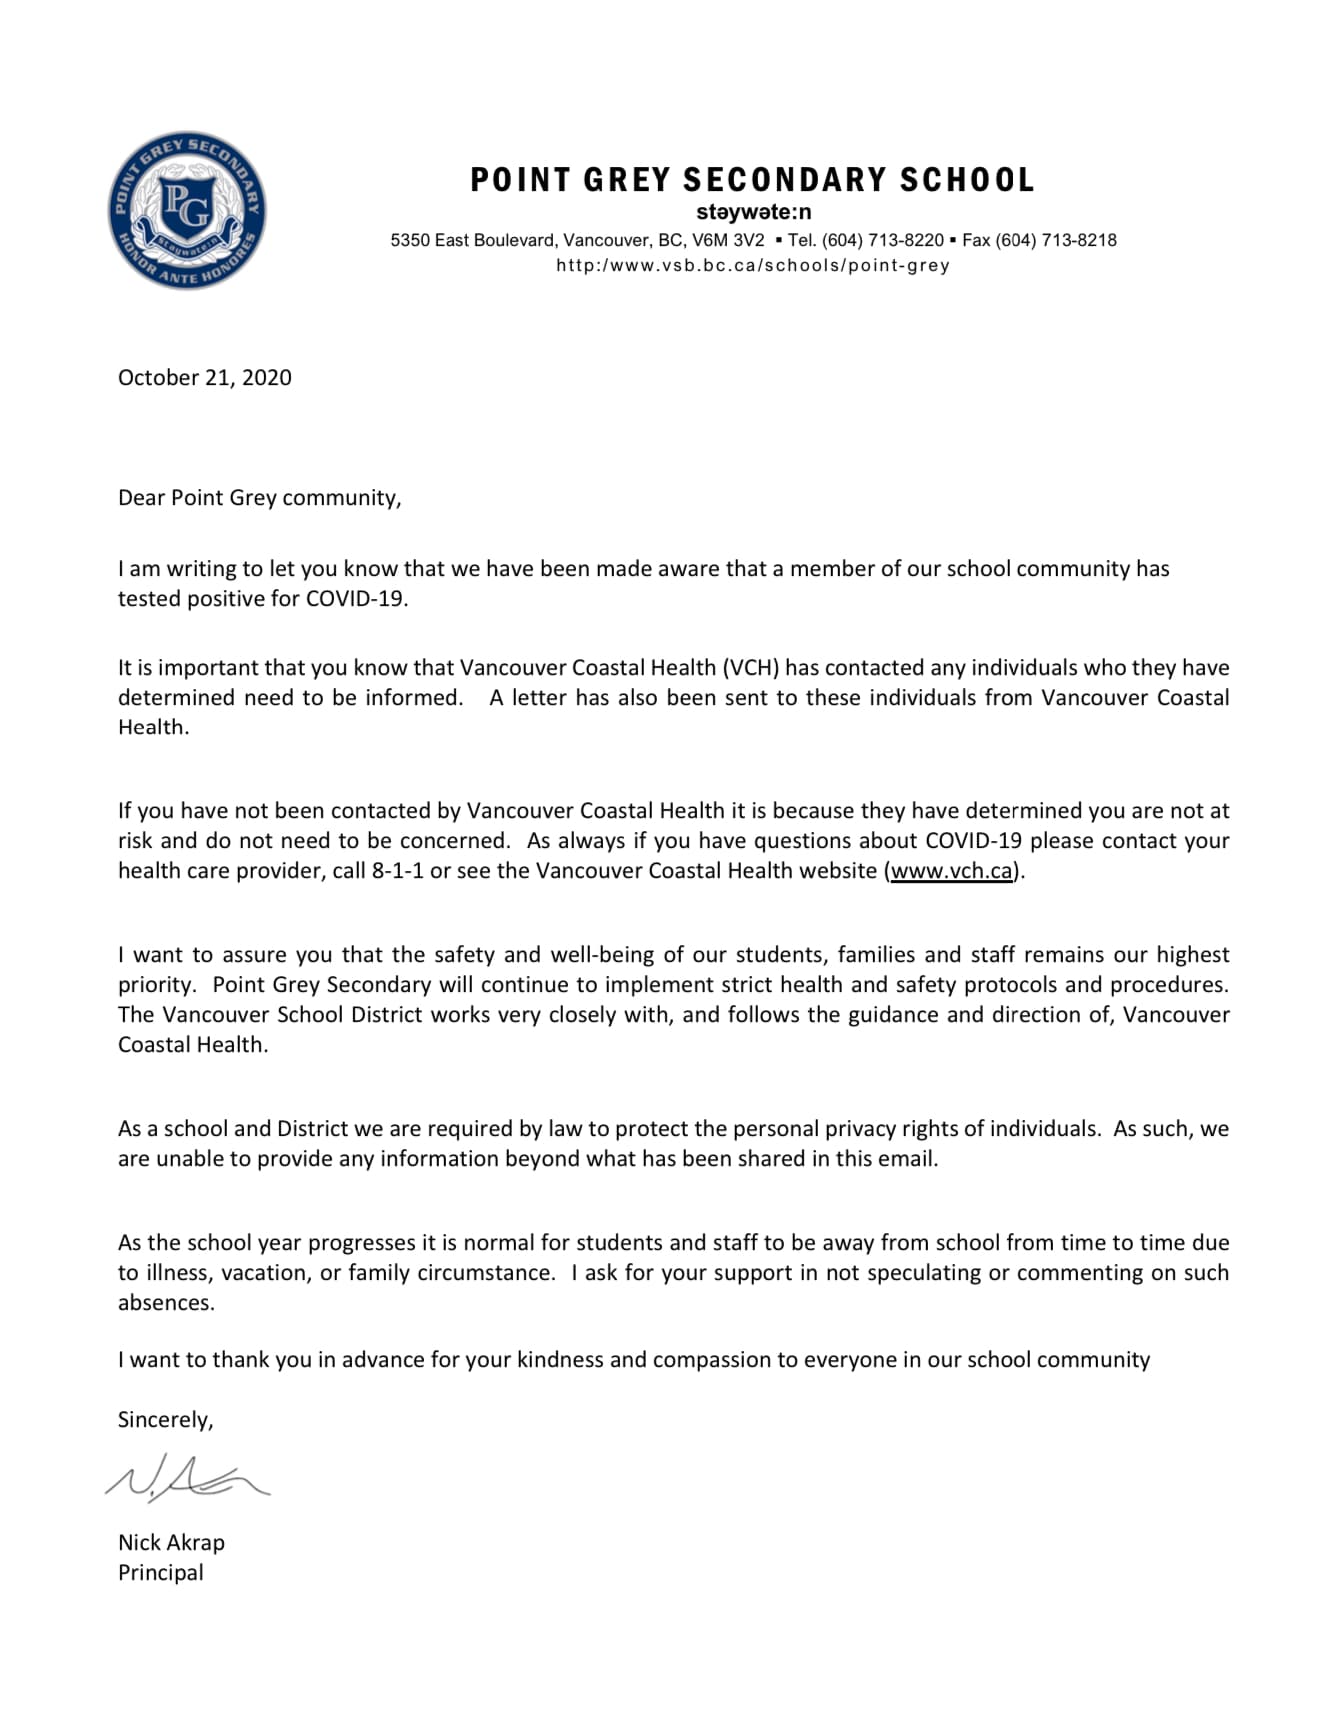 POINT GREY SECONDARY
PG
Staywatein
HONOR ANTE HONORES
POINT GREY SECONDARY SCHOOL
stəywəte:n
5350 East Boulevard, Vancouver, BC, V6M 3V2 ▪ Tel. (604) 713-8220 ▪ Fax (604) 713-8218
http:/www.vsb.bc.ca/schools/point-grey
October 21, 2020
Dear Point Grey community,
I am writing to let you know that we have been made aware that a member of our school community has
tested positive for COVID-19.
It is important that you know that Vancouver Coastal Health (VCH) has contacted any individuals who they have
determined need to be informed. A letter has also been sent to these individuals from Vancouver Coastal
Health.
If you have not been contacted by Vancouver Coastal Health it is because they have determined you are not at
risk and do not need to be concerned. As always if you have questions about COVID-19 please contact your
health care provider, call 8-1-1 or see the Vancouver Coastal Health website (www.vch.ca).
I want to assure you that the safety and well-being of our students, families and staff remains our highest
priority. Point Grey Secondary will continue to implement strict health and safety protocols and procedures.
The Vancouver School District works very closely with, and follows the guidance and direction of, Vancouver
Coastal Health.
As a school and District we are required by law to protect the personal privacy rights of individuals. As such, we
are unable to provide any information beyond what has been shared in this email.
As the school year progresses it is normal for students and staff to be away from school from time to time due
to illness, vacation, or family circumstance. I ask for your support in not speculating or commenting on such
absences.
I want to thank you in advance for your kindness and compassion to everyone in our school community
Sincerely,
Nick Akrap
Principal